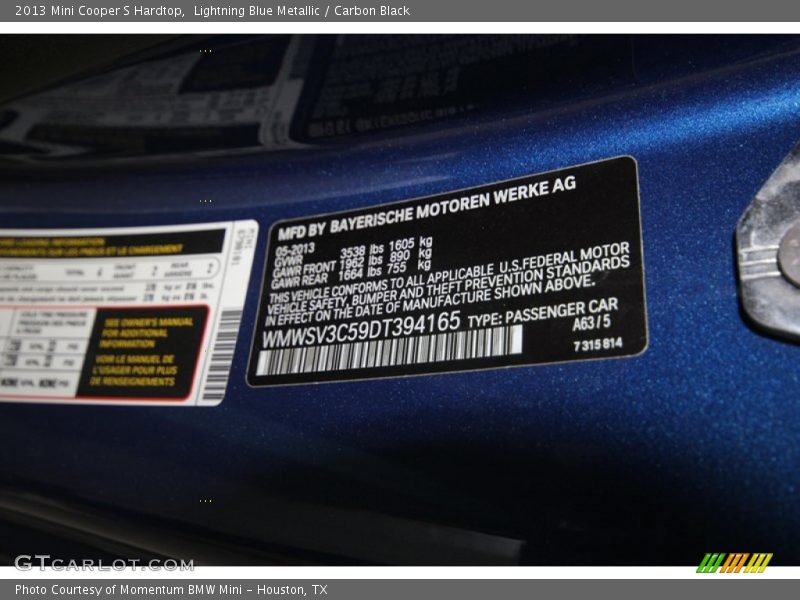 2013 Mini Cooper S Hardtop,  Lightning Blue Metallic / Carbon Black
MFD BY BAYERISCHE MOTOREN WERKE AG
05-2013
GVWR 3538 lbs 1605 kg
GAWR FRONT 1962 lbs 890 kg
GAWR REAR 1664 lbs 755 kg
THIS VEHICLE CONFORMS TO ALL APPLICABLE U.S.FEDERAL MOTOR
VEHICLE SAFETY, BUMPER AND THEFT PREVENTION STANDARDS
IN EFFECT ON THE DATE OF MANUFACTURE SHOWN ABOVE.
WMWSV3C59DT394165 TYPE: PASSENGER CAR
A63 / 5
7 315 814
SEE OWNER'S MANUAL
FOR ADDITIONAL
INFORMATION
VOIR LE MANUEL DE
L'USAGER POUR PLUS
DE RENSEIGNEMENTS
GTCARLOT.COM
Photo Courtesy of Momentum BMW Mini - Houston, TX